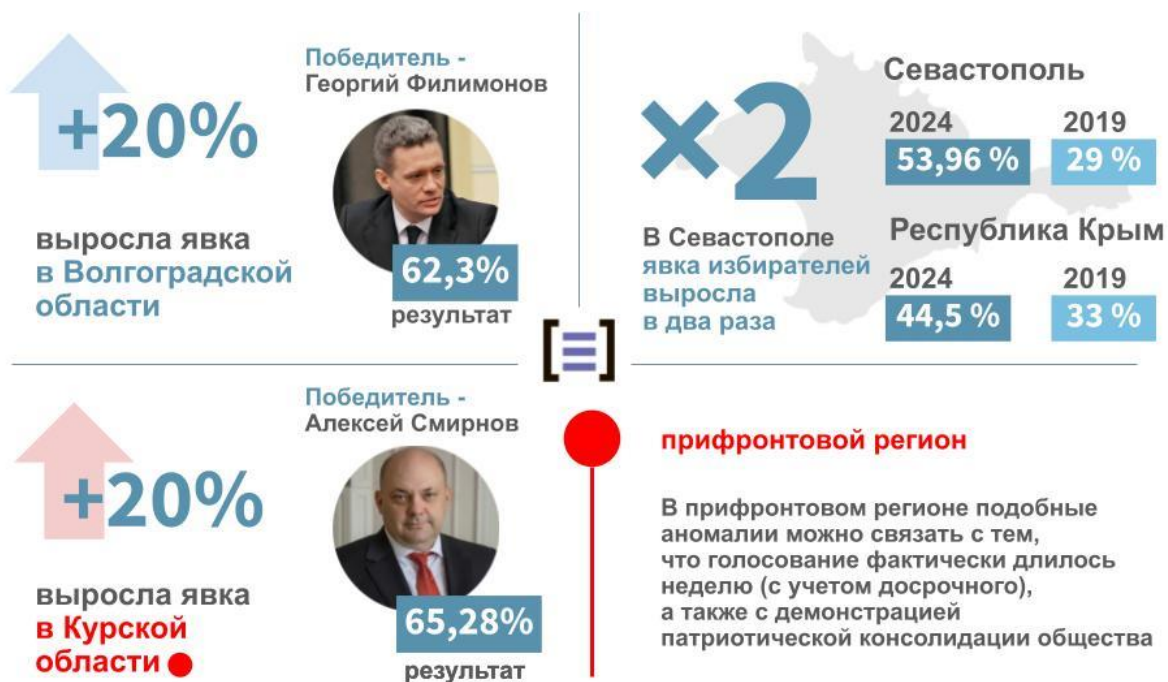 +20%
выросла явка
в Волгоградской
области
Победитель -
Георгий Филимонов
62,3%
результат
×2
В Севастополе
явка избирателей
выросла
в два раза
Севастополь
2024 2019
53,96 % 29 %
Республика Крым
2024 2019
44,5 % 33 %
+20%
выросла явка
в Курской
области
Победитель -
Алексей Смирнов
65,28%
результат
прифронтовой регион
В прифронтовом регионе подобные
аномалии можно связать с тем,
что голосование фактически длилось
неделю (с учетом досрочного),
а также с демонстрацией
патриотической консолидации общества